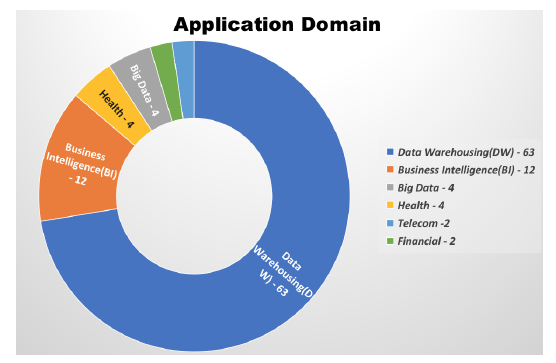 Application Domain
Big Data - 4
Health - 4
Business
Intelligence(BI)
- 12
Data
Warehousing(D
W) - 63
Data Warehousing(DW) - 63
Business Intelligence(BI) - 12
Big Data - 4
Health - 4
Telecom -2
Financial - 2